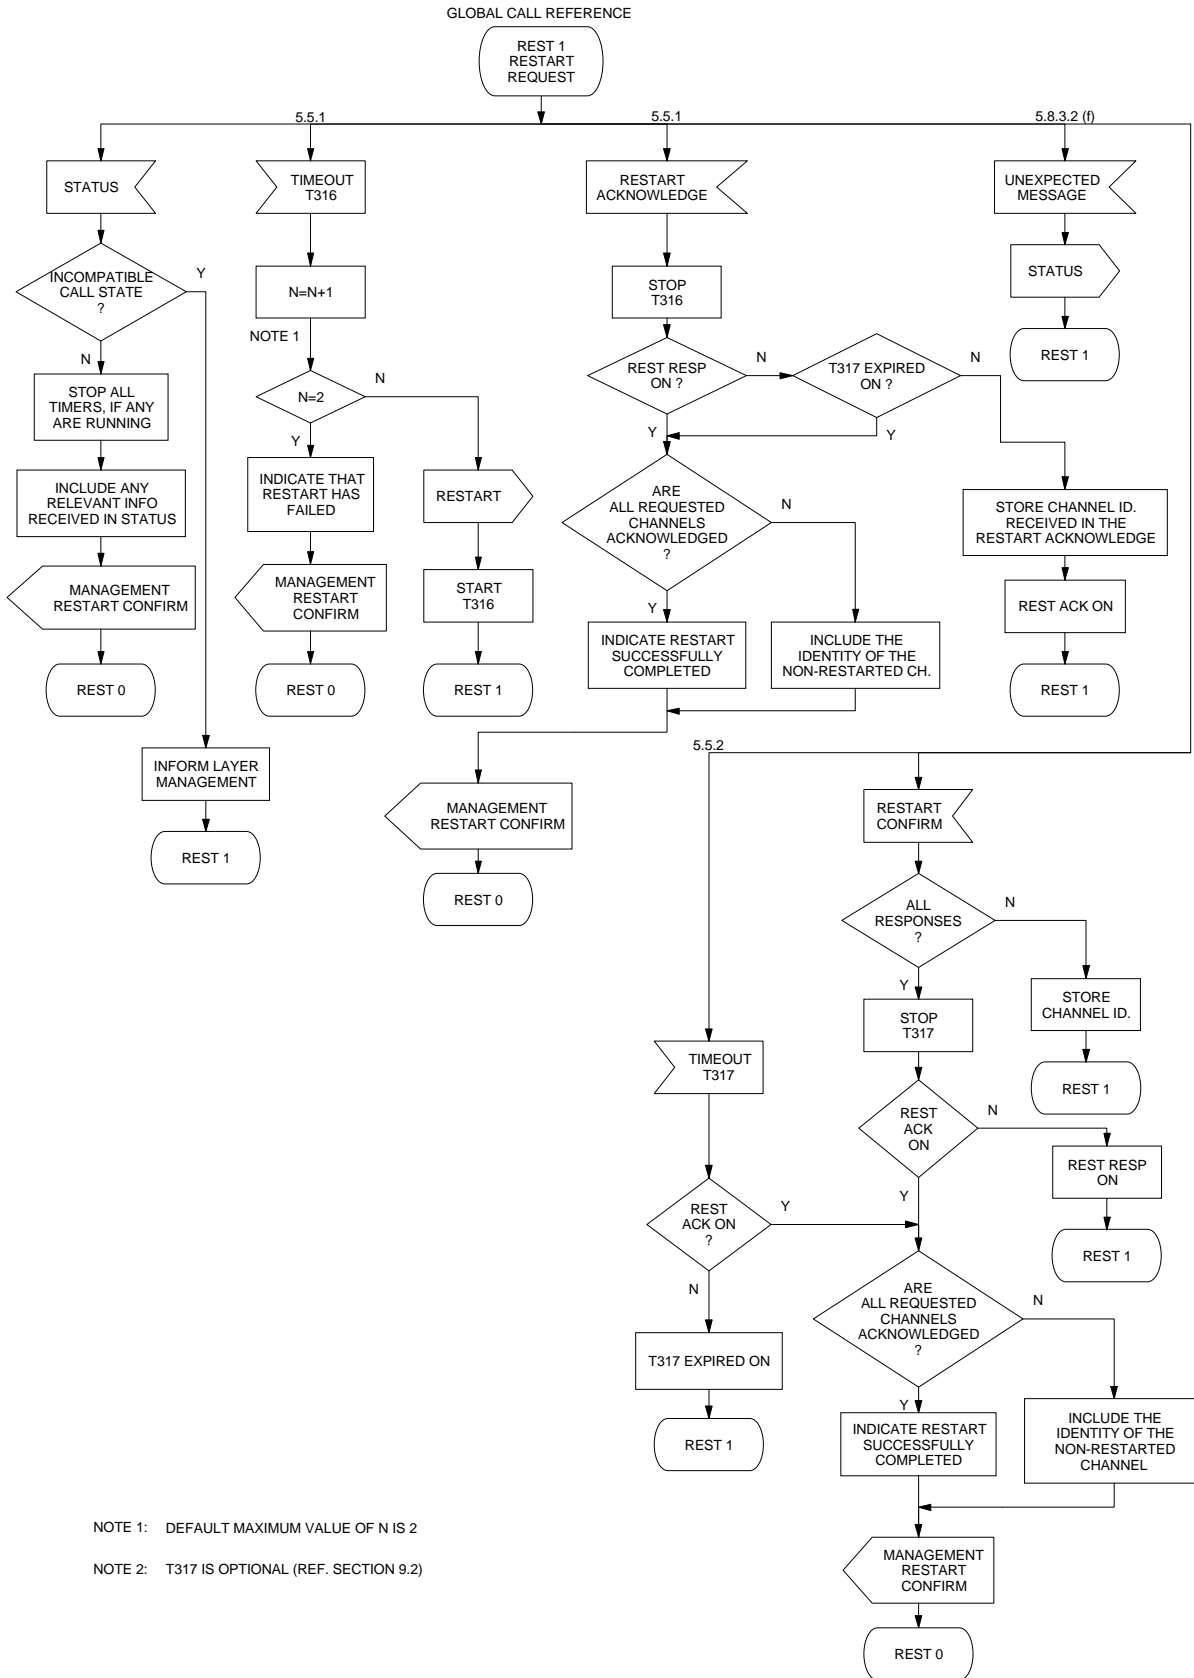 GLOBAL CALL REFERENCE
REST 1
RESTART
REQUEST
5.5.1
5.5.1
5.8.3.2 (f)
STATUS
TIMEOUT
T316
RESTART
ACKNOWLEDGE
UNEXPECTED
MESSAGE
INCOMPATIBLE
CALL STATE
?
Y
N
N=N+1
NOTE 1
STOP
T316
STATUS
REST 1
STOP ALL
TIMERS, IF ANY
ARE RUNNING
N=2
N
Y
REST RESP
ON ?
N
Y
T317 EXPIRED
ON ?
N
Y
INCLUDE ANY
RELEVANT INFO
RECEIVED IN STATUS
INDICATE THAT
RESTART HAS
FAILED
RESTART
ARE
ALL REQUESTED
CHANNELS
ACKNOWLEDGED
?
N
Y
STORE CHANNEL ID.
RECEIVED IN THE
RESTART ACKNOWLEDGE
MANAGEMENT
RESTART CONFIRM
MANAGEMENT
RESTART
CONFIRM
START
T316
REST ACK ON
REST 0
REST 0
REST 1
INDICATE RESTART
SUCCESSFULLY
COMPLETED
INCLUDE THE
IDENTITY OF THE
NON-RESTARTED CH.
REST 1
INFORM LAYER
MANAGEMENT
REST 1
5.5.2
MANAGEMENT
RESTART CONFIRM
REST 0
RESTART
CONFIRM
ALL
RESPONSES
?
N
Y
STORE
CHANNEL ID.
REST 1
STOP
T317
TIMEOUT
T317
REST
ACK
ON
N
Y
REST RESP
ON
REST 1
REST
ACK ON
?
Y
N
ARE
ALL REQUESTED
CHANNELS
ACKNOWLEDGED
?
N
Y
T317 EXPIRED ON
REST 1
INDICATE RESTART
SUCCESSFULLY
COMPLETED
INCLUDE THE
IDENTITY OF THE
NON-RESTARTED
CHANNEL
MANAGEMENT
RESTART
CONFIRM
REST 0
NOTE 1: DEFAULT MAXIMUM VALUE OF N IS 2
NOTE 2: T317 IS OPTIONAL (REF. SECTION 9.2)